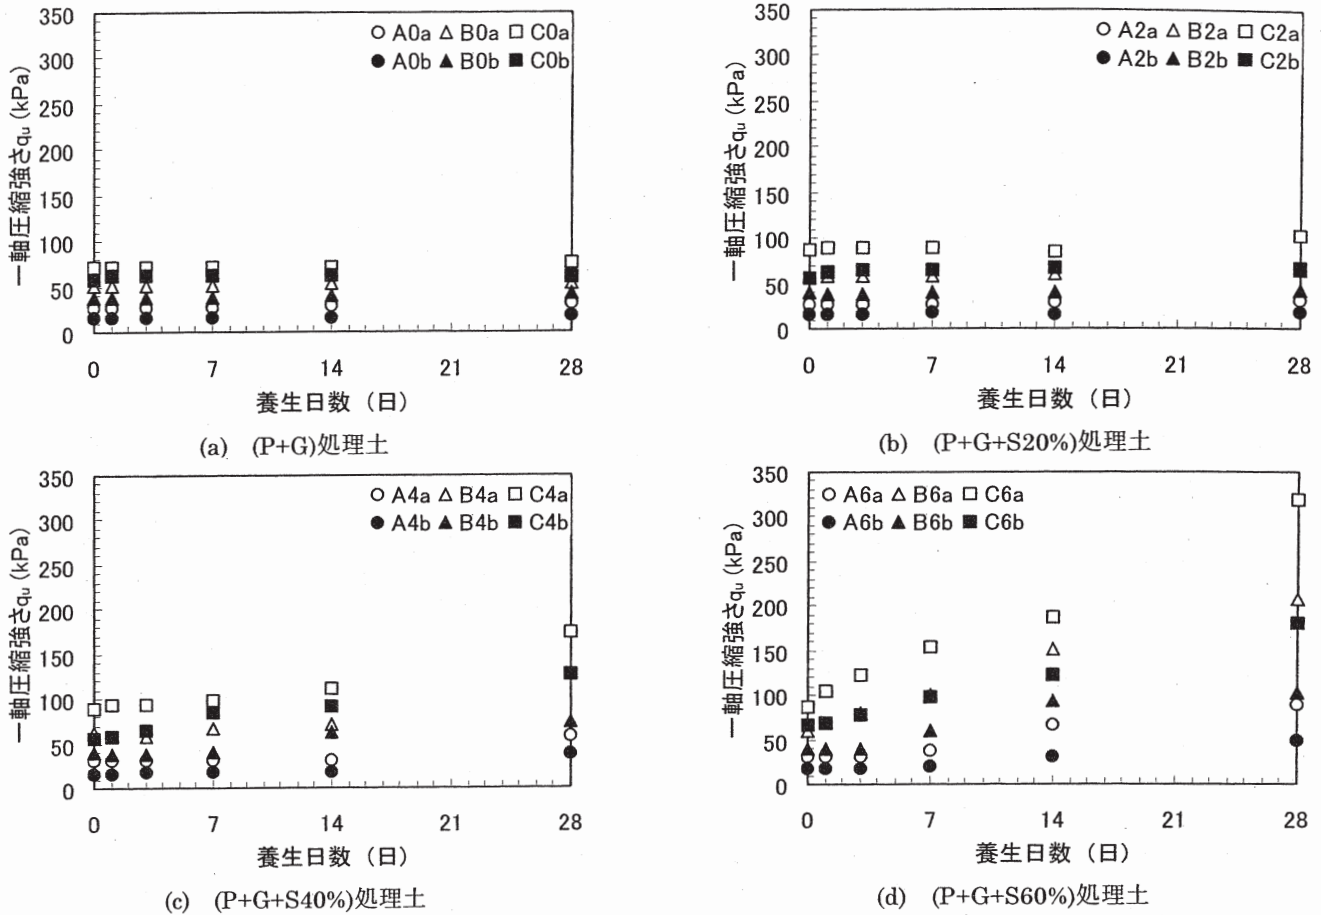 350
300
250
200
150
100
50
0
一軸圧縮強さqu (kPa)
○ A0a △ B0a □ C0a
● A0b ▲ B0b ■ C0b
0 7 14 21 28
養生日数（日）
(a) (P+G)処理土
350
300
250
200
150
100
50
0
一軸圧縮強さqu (kPa)
○ A2a △ B2a □ C2a
● A2b ▲ B2b ■ C2b
0 7 14 21 28
養生日数（日）
(b) (P+G+S20%)処理土
350
300
250
200
150
100
50
0
一軸圧縮強さqu (kPa)
○ A4a △ B4a □ C4a
● A4b ▲ B4b ■ C4b
0 7 14 21 28
養生日数（日）
(c) (P+G+S40%)処理土
350
300
250
200
150
100
50
0
一軸圧縮強さqu (kPa)
○ A6a △ B6a □ C6a
● A6b ▲ B6b ■ C6b
0 7 14 21 28
養生日数（日）
(d) (P+G+S60%)処理土